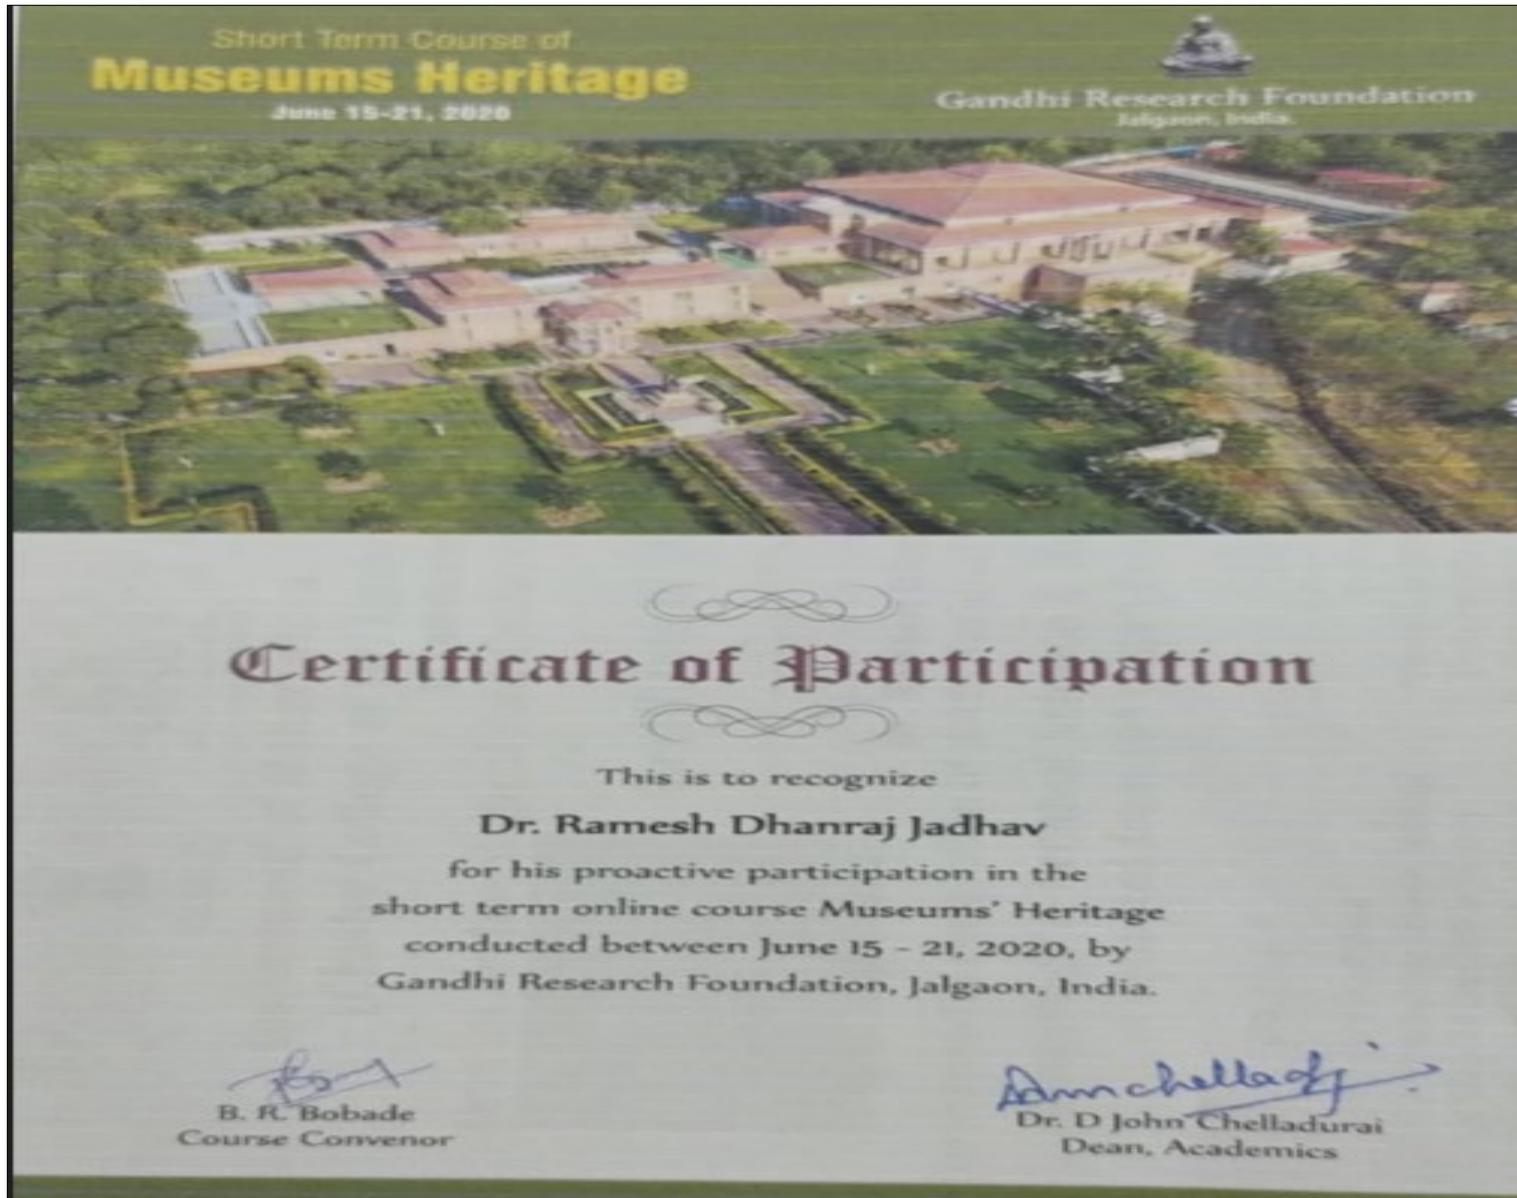 Short Term Course of
Museums Heritage
June 15-21, 2020
Gandhi Research Foundation
Jalgaon, India.
Certificate of Participation
This is to recognize
Dr. Ramesh Dhanraj Jadhav
for his proactive participation in the
short term online course Museums' Heritage
conducted between June 15 - 21, 2020, by
Gandhi Research Foundation, Jalgaon, India.
B. R. Bobade
Course Convenor
Dr. D John Chelladurai
Dean, Academics